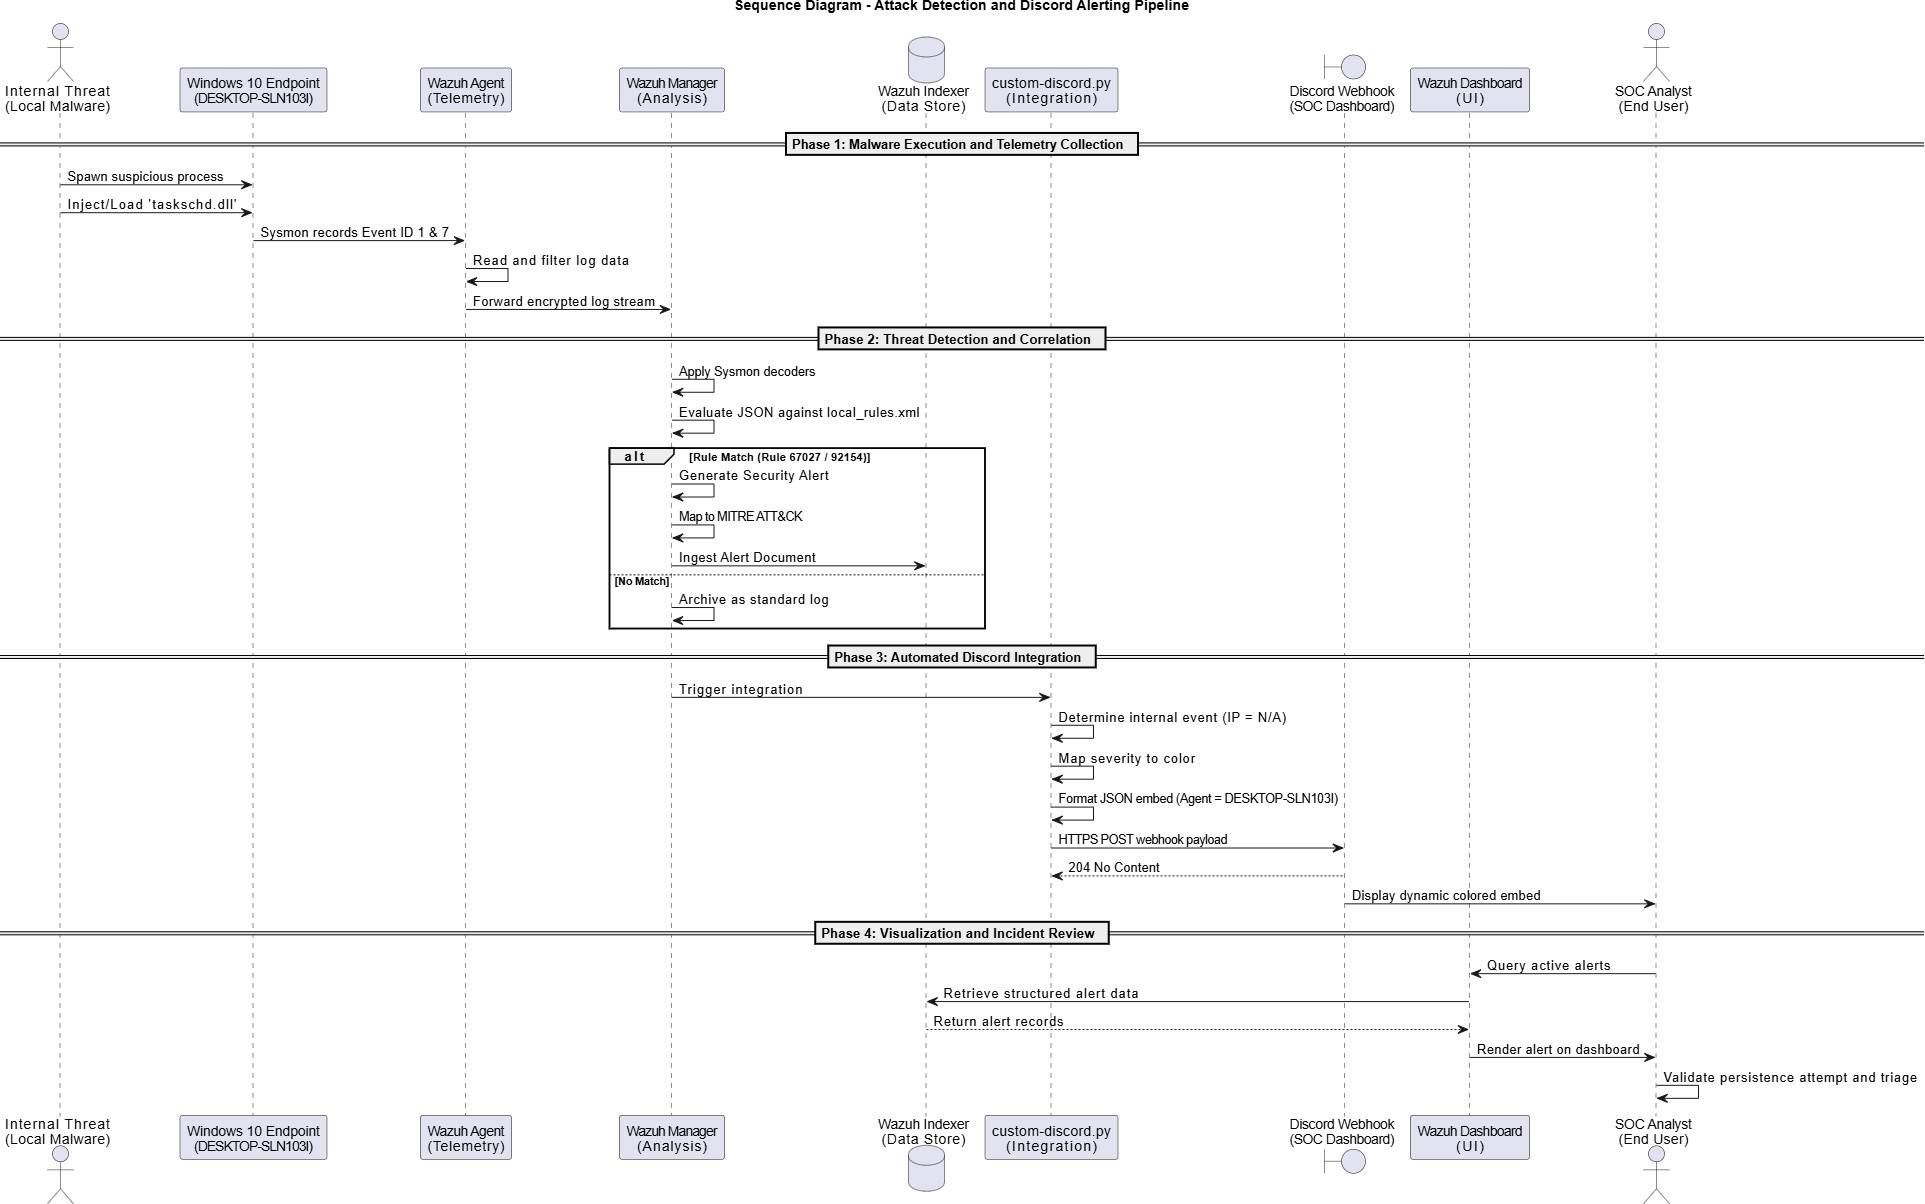 Sequence Diagram - Attack Detection and Discord Alerting Pipeline
Internal Threat
(Local Malware)
Windows 10 Endpoint
(DESKTOP-SLN103I)
Wazuh Agent
(Telemetry)
Wazuh Manager
(Analysis)
Wazuh Indexer
(Data Store)
custom-discord.py
(Integration)
Discord Webhook
(SOC Dashboard)
Wazuh Dashboard
(UI)
SOC Analyst
(End User)
Phase 1: Malware Execution and Telemetry Collection
Spawn suspicious process
Inject/Load 'taskschd.dll'
Sysmon records Event ID 1 & 7
Read and filter log data
Forward encrypted log stream
Phase 2: Threat Detection and Correlation
Apply Sysmon decoders
Evaluate JSON against local_rules.xml
alt
[Rule Match (Rule 67027 / 92154)]
Generate Security Alert
Map to MITRE ATT&CK
Ingest Alert Document
[No Match]
Archive as standard log
Phase 3: Automated Discord Integration
Trigger integration
Determine internal event (IP = N/A)
Map severity to color
Format JSON embed (Agent = DESKTOP-SLN103I)
HTTPS POST webhook payload
204 No Content
Display dynamic colored embed
Phase 4: Visualization and Incident Review
Query active alerts
Retrieve structured alert data
Return alert records
Render alert on dashboard
Validate persistence attempt and triage
Internal Threat
(Local Malware)
Windows 10 Endpoint
(DESKTOP-SLN103I)
Wazuh Agent
(Telemetry)
Wazuh Manager
(Analysis)
Wazuh Indexer
(Data Store)
custom-discord.py
(Integration)
Discord Webhook
(SOC Dashboard)
Wazuh Dashboard
(UI)
SOC Analyst
(End User)